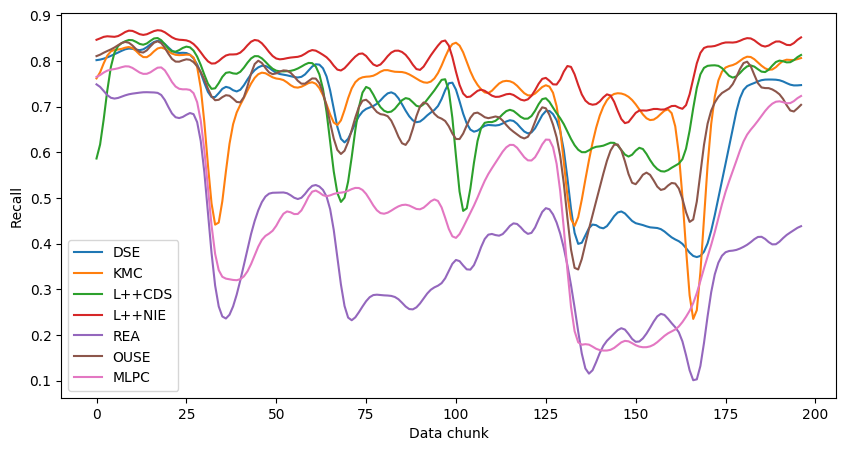 0.9
0.8
0.7
0.6
0.5
0.4
0.3
0.2
0.1
Recall
DSE
KMC
L++CDS
L++NIE
REA
OUSE
MLPC
0 25 50 75 100 125 150 175 200
Data chunk